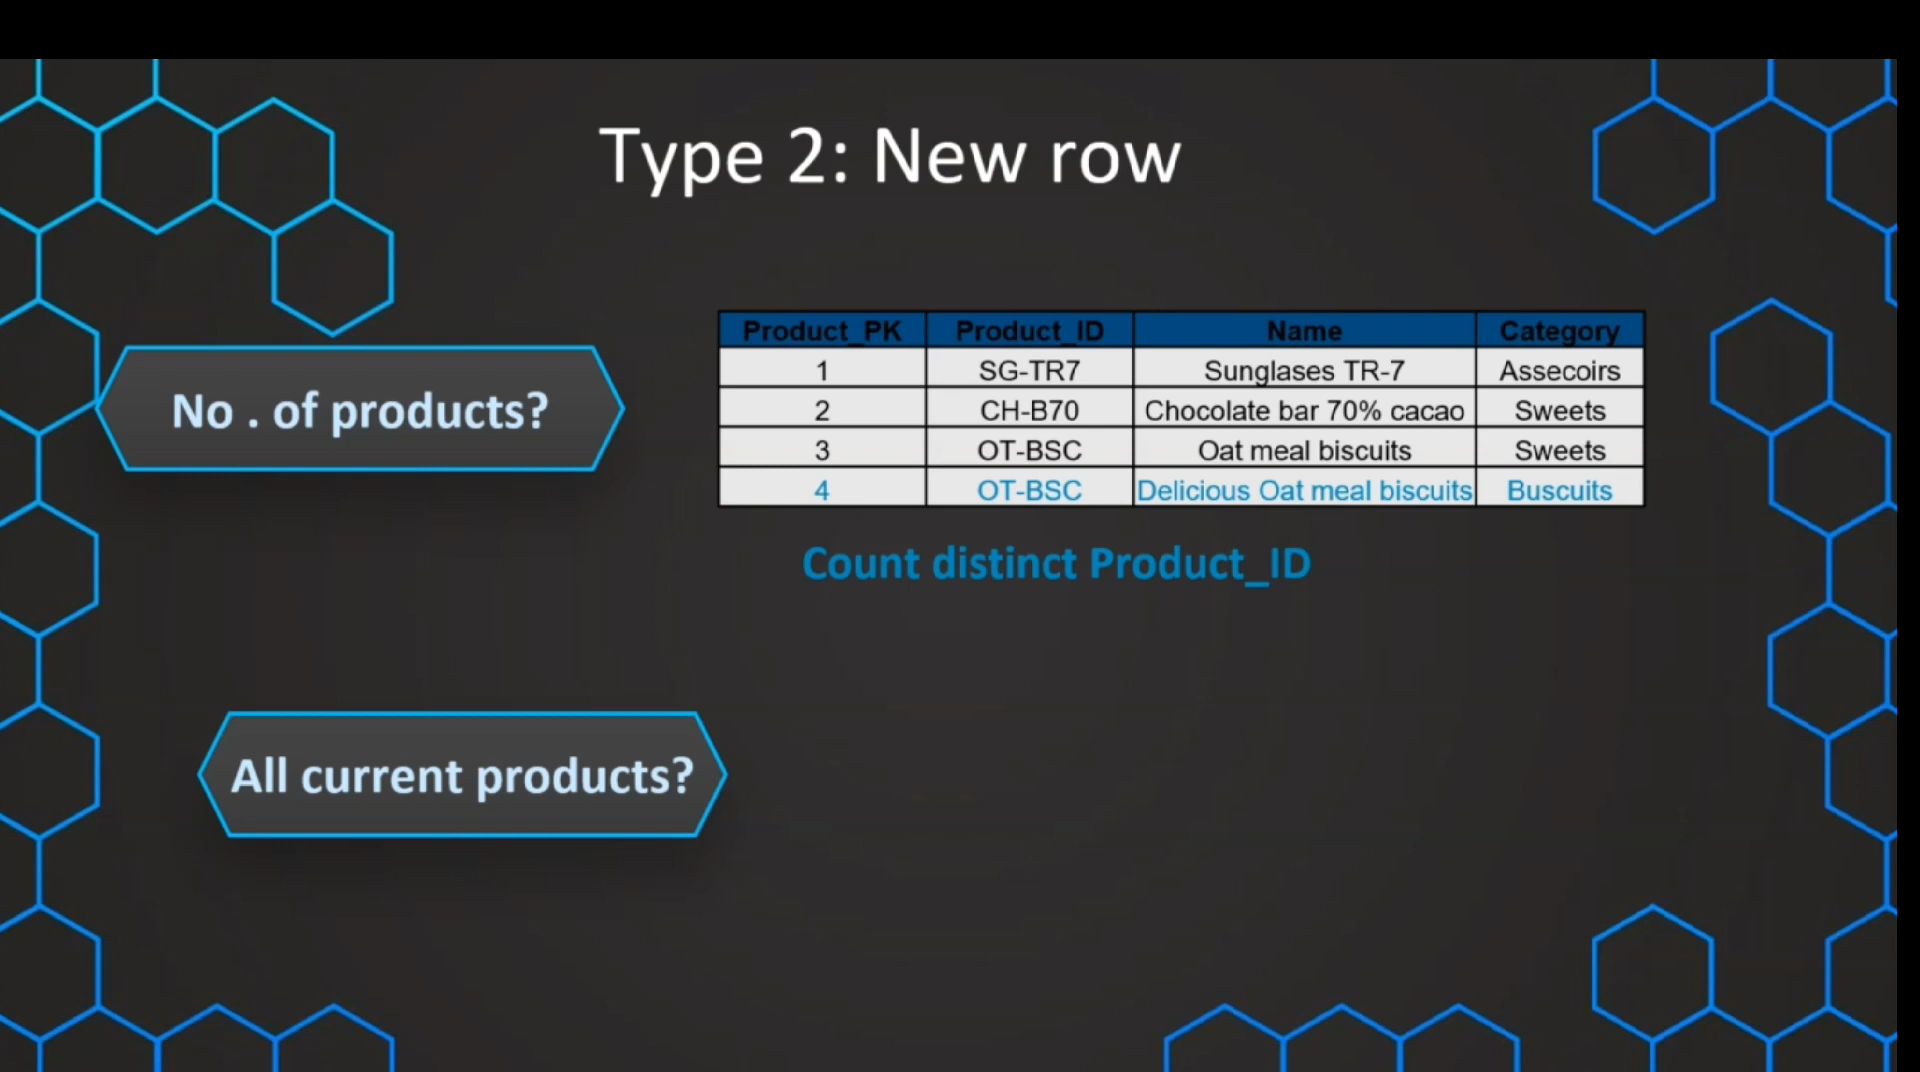 Type 2: New row
No . of products?
Product_PK Product_ID Name Category
1 SG-TR7 Sunglases TR-7 Assecoirs
2 CH-B70 Chocolate bar 70% cacao Sweets
3 OT-BSC Oat meal biscuits Sweets
4 OT-BSC Delicious Oat meal biscuits Buscuits
Count distinct Product_ID
All current products?